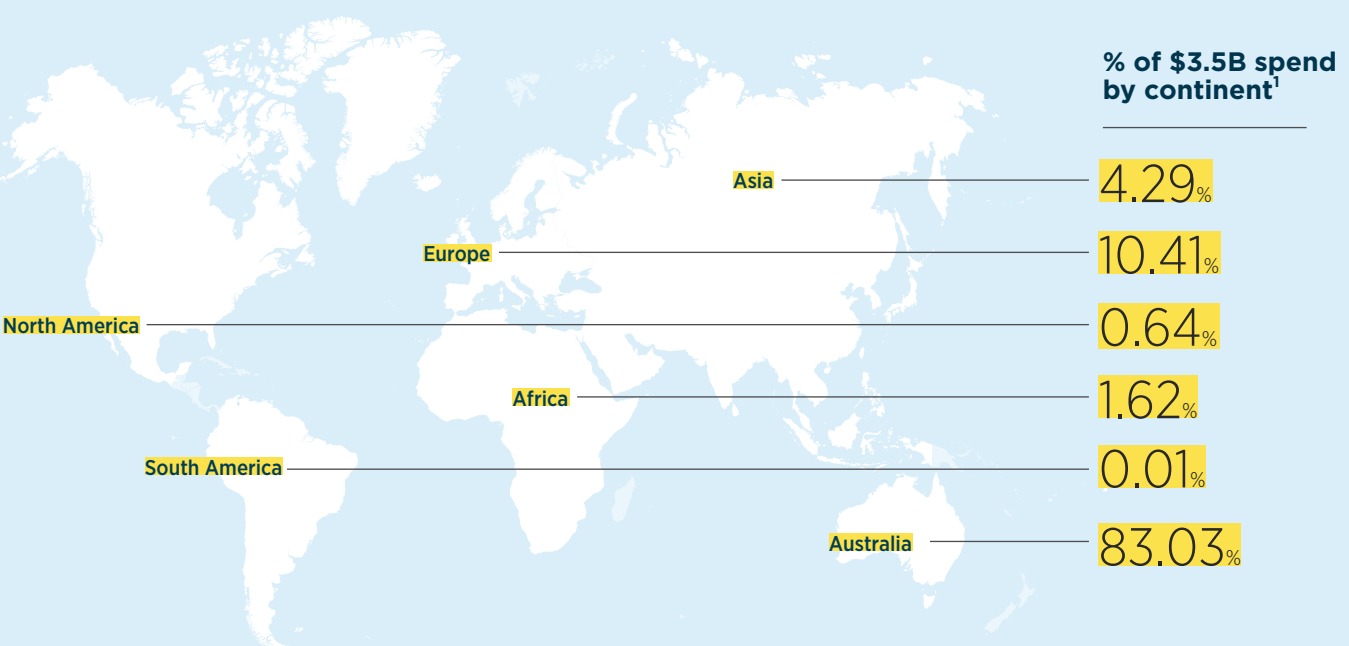 % of $3.5B spend
by continent¹
Asia 4.29%
Europe 10.41%
North America 0.64%
Africa 1.62%
South America 0.01%
Australia 83.03%